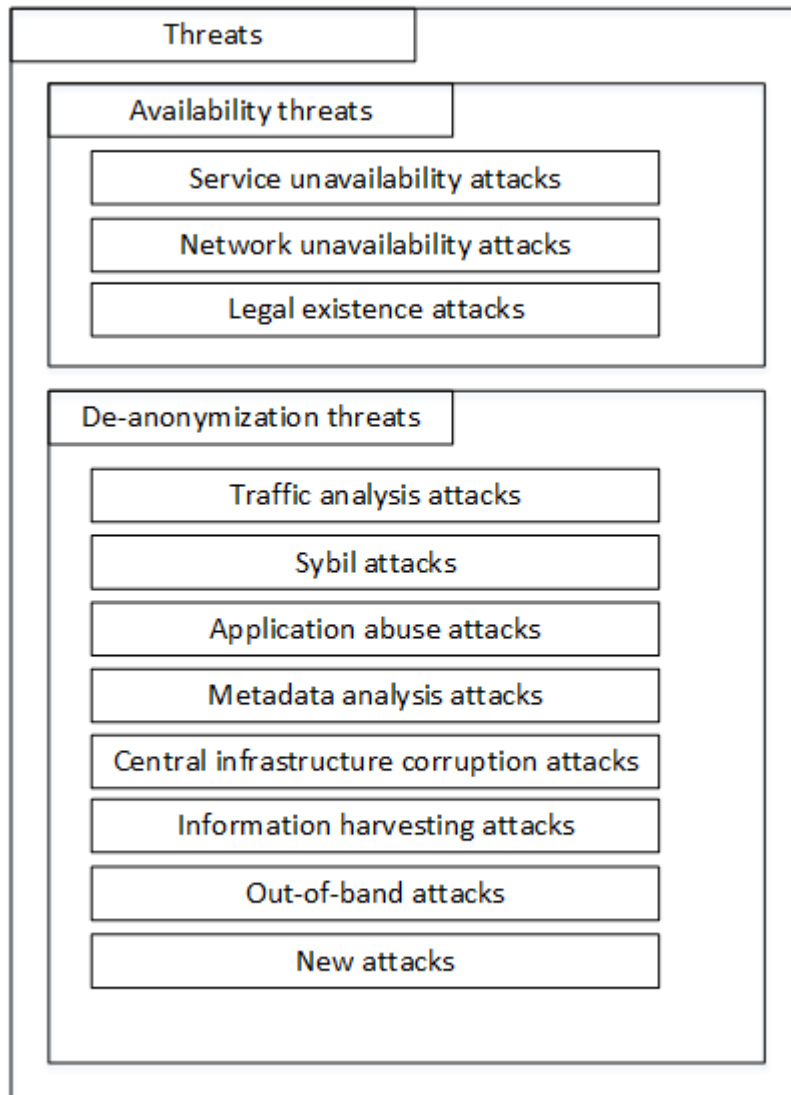 Threats
Availability threats
Service unavailability attacks
Network unavailability attacks
Legal existence attacks
De-anonymization threats
Traffic analysis attacks
Sybil attacks
Application abuse attacks
Metadata analysis attacks
Central infrastructure corruption attacks
Information harvesting attacks
Out-of-band attacks
New attacks